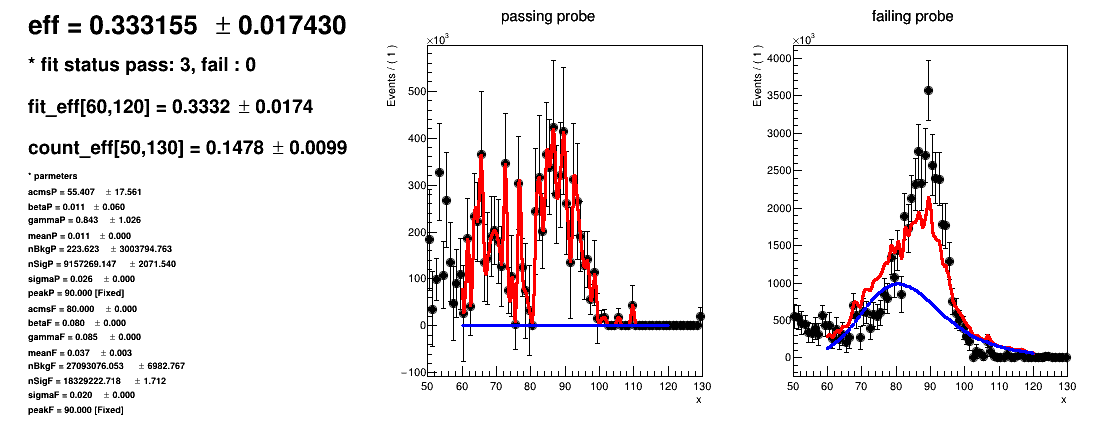 eff = 0.333155 ± 0.017430
* fit status pass: 3, fail : 0
fit_eff[60,120] = 0.3332 ± 0.0174
count_eff[50,130] = 0.1478 ± 0.0099
* parmeters
acmsP = 55.407 ± 17.561
betaP = 0.011 ± 0.060
gammaP = 0.843 ± 1.026
meanP = 0.011 ± 0.000
nBkgP = 223.623 ± 3003794.763
nSigP = 9157269.147 ± 2071.540
sigmaP = 0.026 ± 0.000
peakP = 90.000 [Fixed]
acmsF = 80.000 ± 0.000
betaF = 0.080 ± 0.000
gammaF = 0.085 ± 0.000
meanF = 0.037 ± 0.003
nBkgF = 27093076.053 ± 6982.767
nSigF = 18329222.718 ± 1.712
sigmaF = 0.020 ± 0.000
peakF = 90.000 [Fixed]
passing probe
×10³
Events / ( 1 )
500
400
300
200
100
0
−100
50 60 70 80 90 100 110 120 130
x
failing probe
×10³
Events / ( 1 )
4000
3500
3000
2500
2000
1500
1000
500
0
50 60 70 80 90 100 110 120 130
x